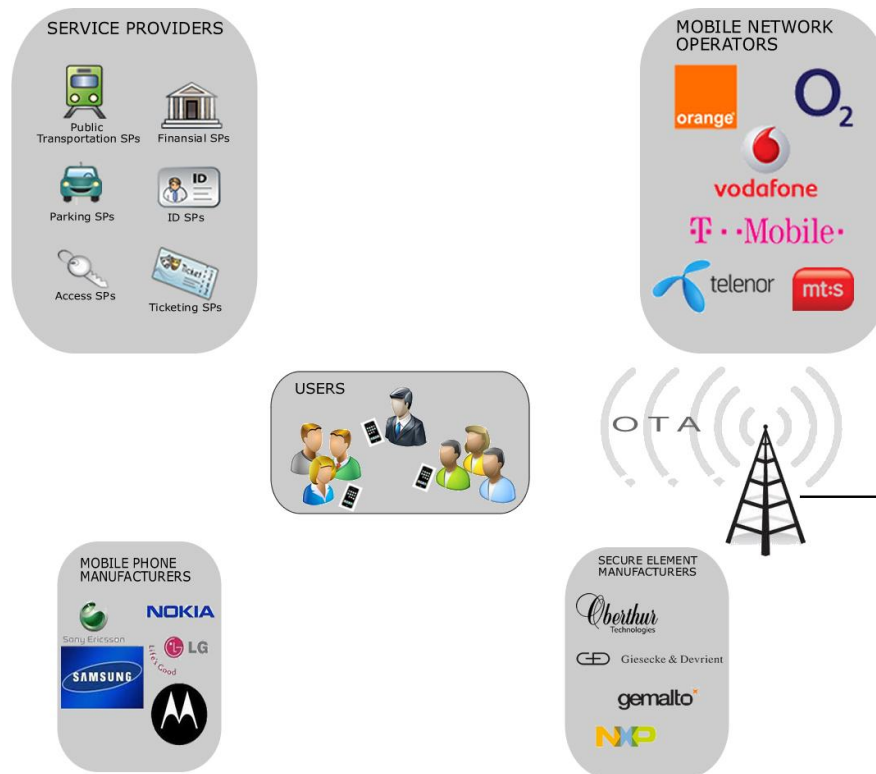 SERVICE PROVIDERS
Public
Transportation SPs
Finansial SPs
Parking SPs
ID
ID SPs
Access SPs
Ticket
Ticketing SPs
MOBILE NETWORK
OPERATORS
orange
O2
vodafone
T··Mobile·
telenor
mt:s
USERS
OTA
MOBILE PHONE
MANUFACTURERS
Sony Ericsson
NOKIA
LG
Life's Good
SAMSUNG
SECURE ELEMENT
MANUFACTURERS
Oberthur
Technologies
G+D Giesecke & Devrient
gemalto
NXP